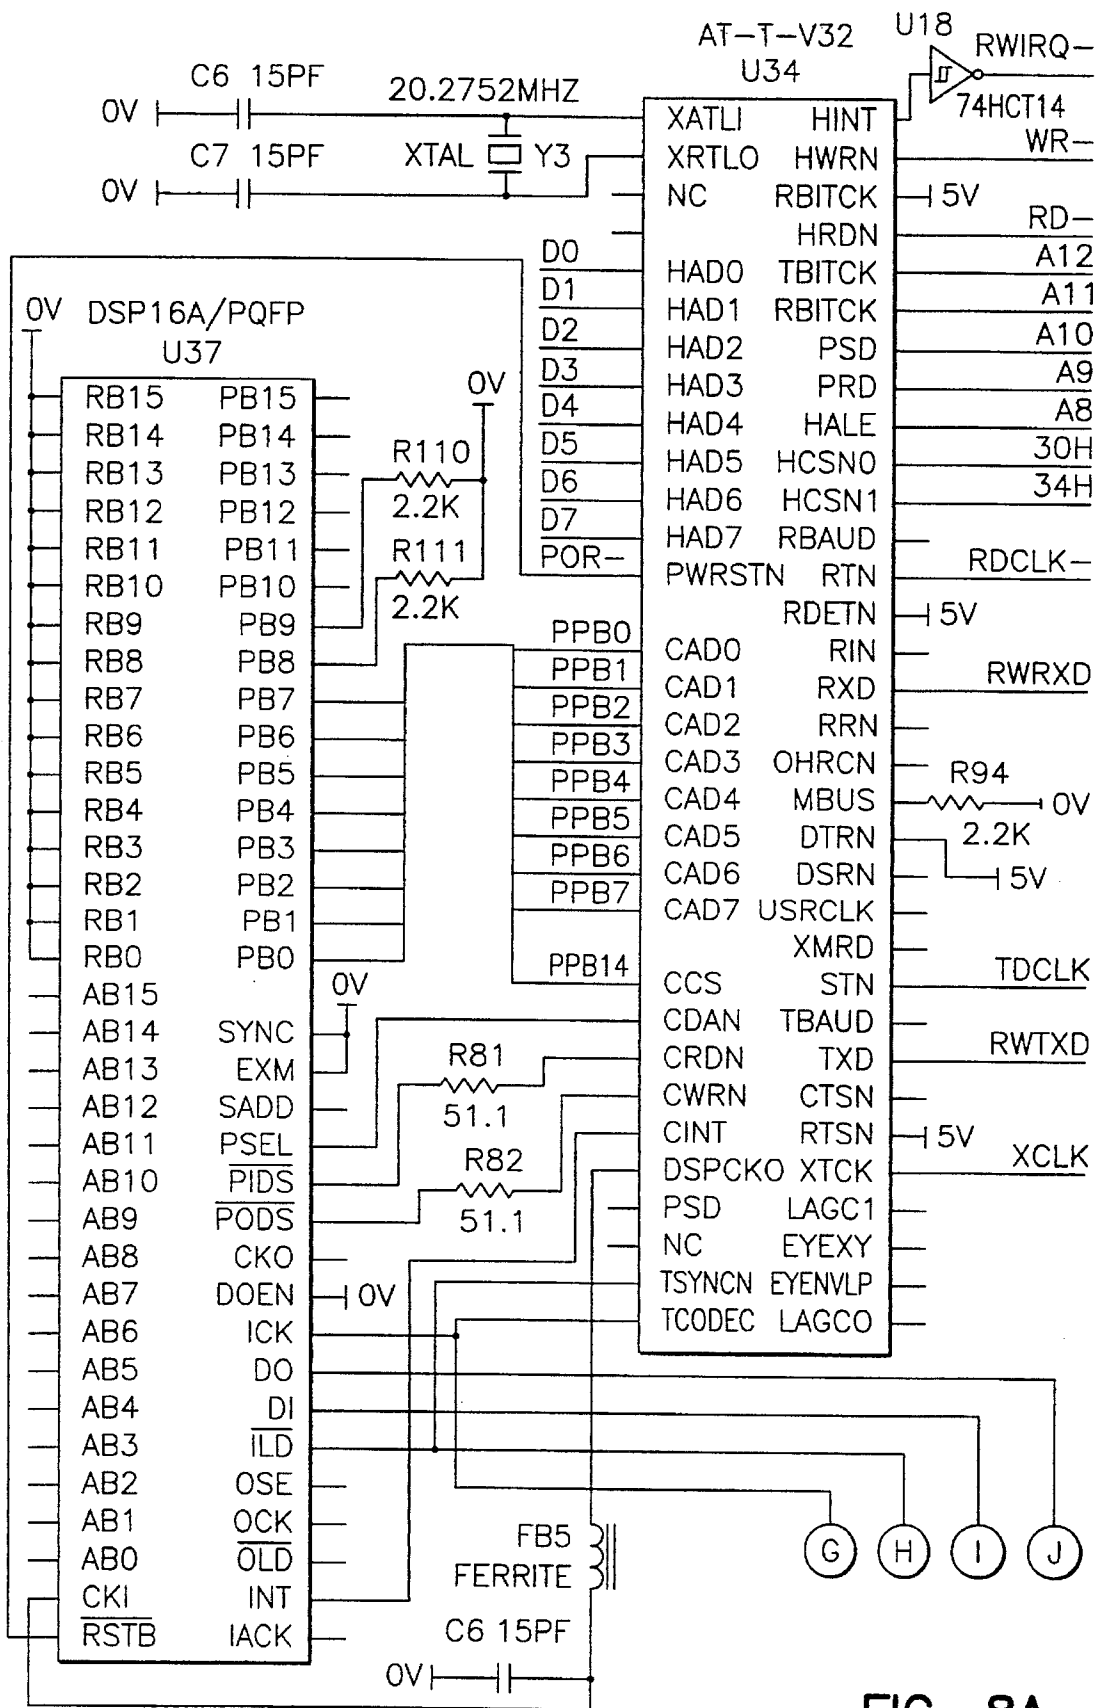 AT-T-V32
U34
U18
RWIRQ-
74HCT14
C6 15PF
20.2752MHZ
0V
C7 15PF
XTAL
Y3
0V
XATLI HINT
XRTLO HWRN
WR-
NC RBITCK
5V
HRDN
RD-
D0
HAD0 TBITCK
A12
D1
HAD1 RBITCK
A11
D2
HAD2 PSD
A10
D3
HAD3 PRD
A9
D4
HAD4 HALE
A8
D5
HAD5 HCSN0
30H
D6
HAD6 HCSN1
34H
D7
HAD7 RBAUD
POR-
PWRSTN RTN
RDCLK-
RDETN
5V
PPB0
CAD0 RIN
PPB1
CAD1 RXD
RWRXD
PPB2
CAD2 RRN
PPB3
CAD3 OHRCN
PPB4
CAD4 MBUS
R94
2.2K
0V
PPB5
CAD5 DTRN
PPB6
CAD6 DSRN
5V
PPB7
CAD7 USRCLK
XMRD
PPB14
CCS STN
TDCLK
CDAN TBAUD
CRDN TXD
RWTXD
CWRN CTSN
CINT RTSN
5V
DSPCKO XTCK
XCLK
PSD LAGC1
NC EYEXY
TSYNCN EYENVLP
TCODEC LAGCO
0V
DSP16A/PQFP
U37
0V
RB15 PB15
RB14 PB14
RB13 PB13
R110
2.2K
RB12 PB12
RB11 PB11
R111
2.2K
RB10 PB10
RB9 PB9
RB8 PB8
RB7 PB7
RB6 PB6
RB5 PB5
RB4 PB4
RB3 PB3
RB2 PB2
RB1 PB1
RB0 PB0
AB15
0V
AB14 SYNC
AB13 EXM
R81
51.1
AB12 SADD
AB11 PSEL
R82
51.1
AB10 PIDS
AB9 PODS
AB8 CKO
AB7 DOEN
0V
AB6 ICK
AB5 DO
AB4 DI
AB3 ILD
AB2 OSE
AB1 OCK
AB0 OLD
CKI INT
RSTB IACK
FB5
FERRITE
C6 15PF
0V
G H I J
FIG. 8A